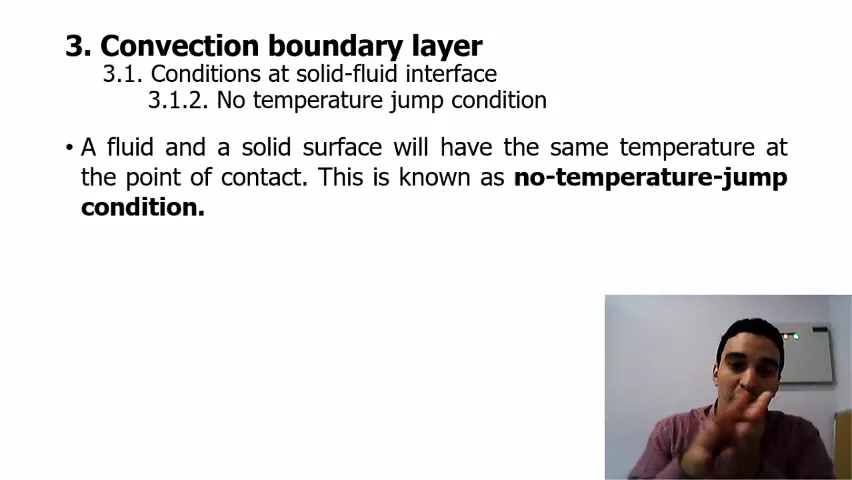 3. Convection boundary layer
3.1. Conditions at solid-fluid interface
3.1.2. No temperature jump condition
• A fluid and a solid surface will have the same temperature at
the point of contact. This is known as no-temperature-jump
condition.